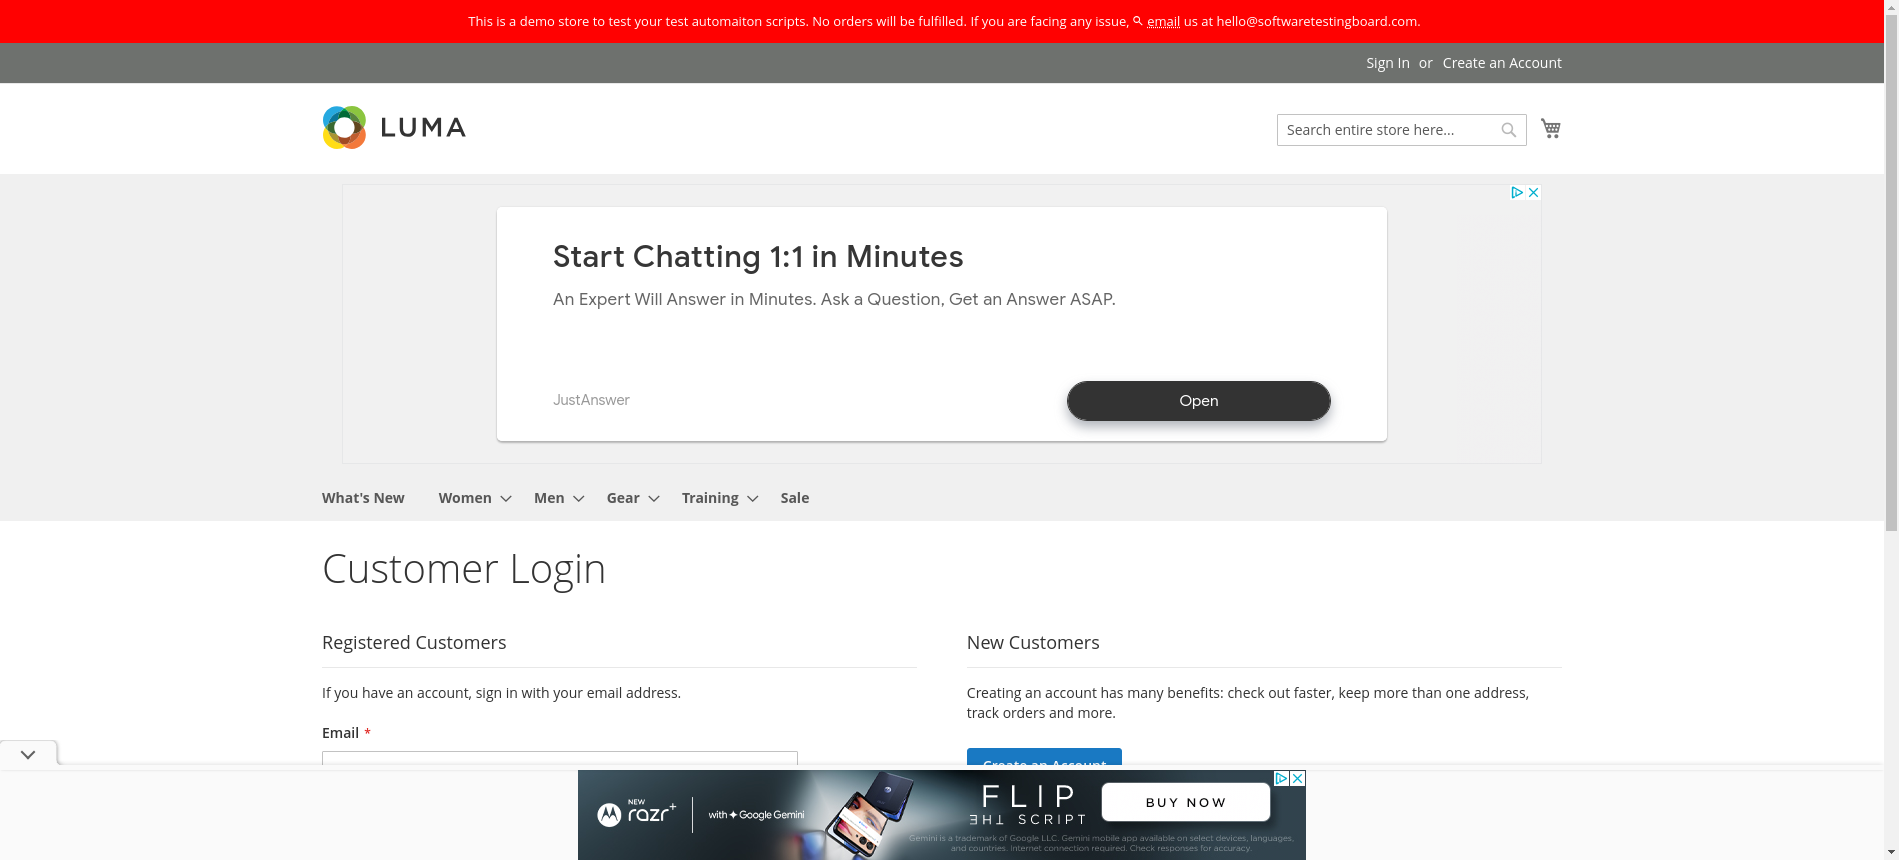 This is a demo store to test your test automaiton scripts. No orders will be fulfilled. If you are facing any issue, email us at hello@softwaretestingboard.com.
Sign In or Create an Account
LUMA
Search entire store here...
Start Chatting 1:1 in Minutes
An Expert Will Answer in Minutes. Ask a Question, Get an Answer ASAP.
JustAnswer
Open
What's New Women Men Gear Training Sale
Customer Login
Registered Customers
New Customers
If you have an account, sign in with your email address.
Creating an account has many benefits: check out faster, keep more than one address,
track orders and more.
Email *
Create an Account
NEW
razr+
with Google Gemini
FLIP
THE SCRIPT
BUY NOW
Gemini is a trademark of Google LLC. Gemini mobile app available on select devices, languages,
and countries. Internet connection required. Check responses for accuracy.